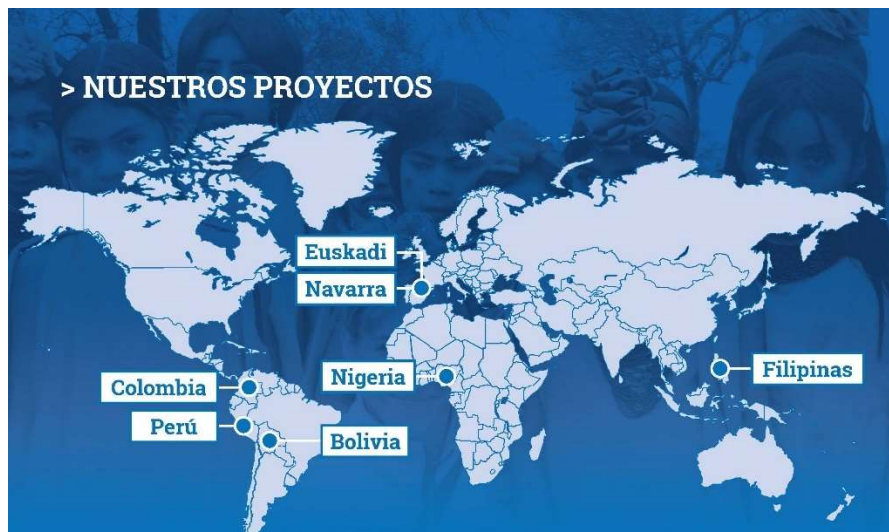 > NUESTROS PROYECTOS
Euskadi
Navarra
Nigeria
Filipinas
Colombia
Perú
Bolivia